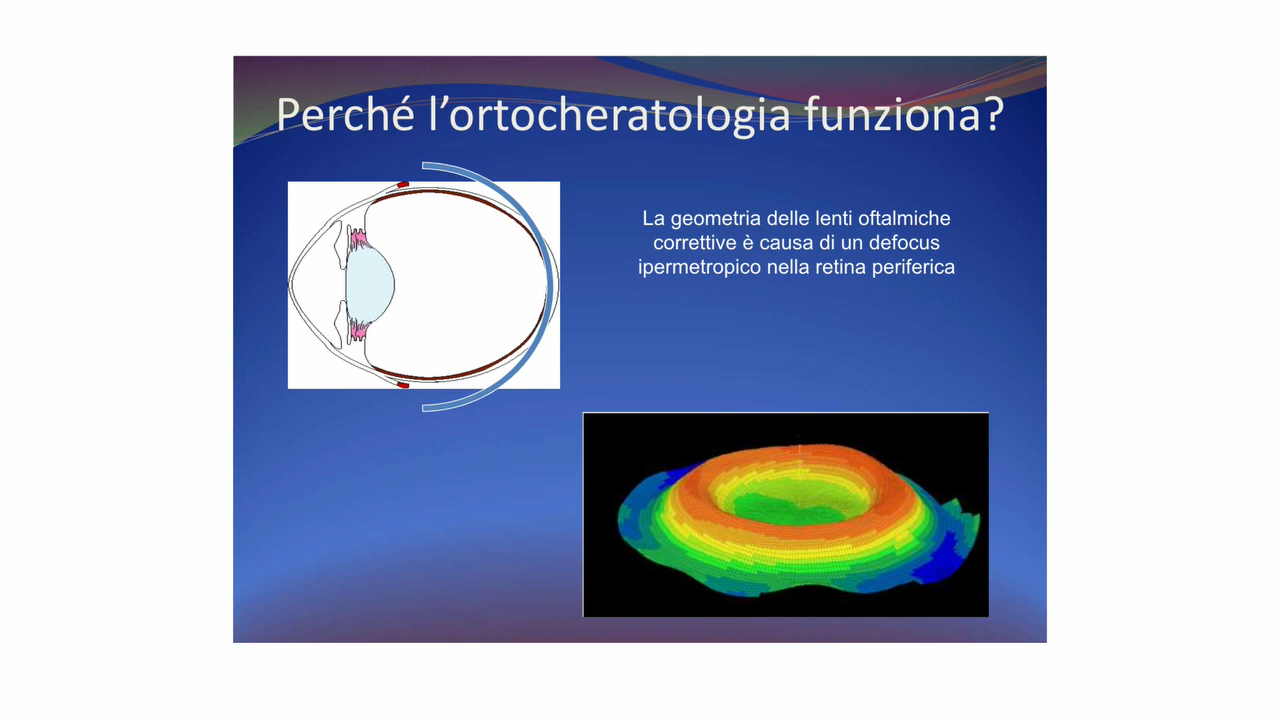 Perché l’ortocheratologia funziona?
La geometria delle lenti oftalmiche
correttive è causa di un defocus
ipermetropico nella retina periferica